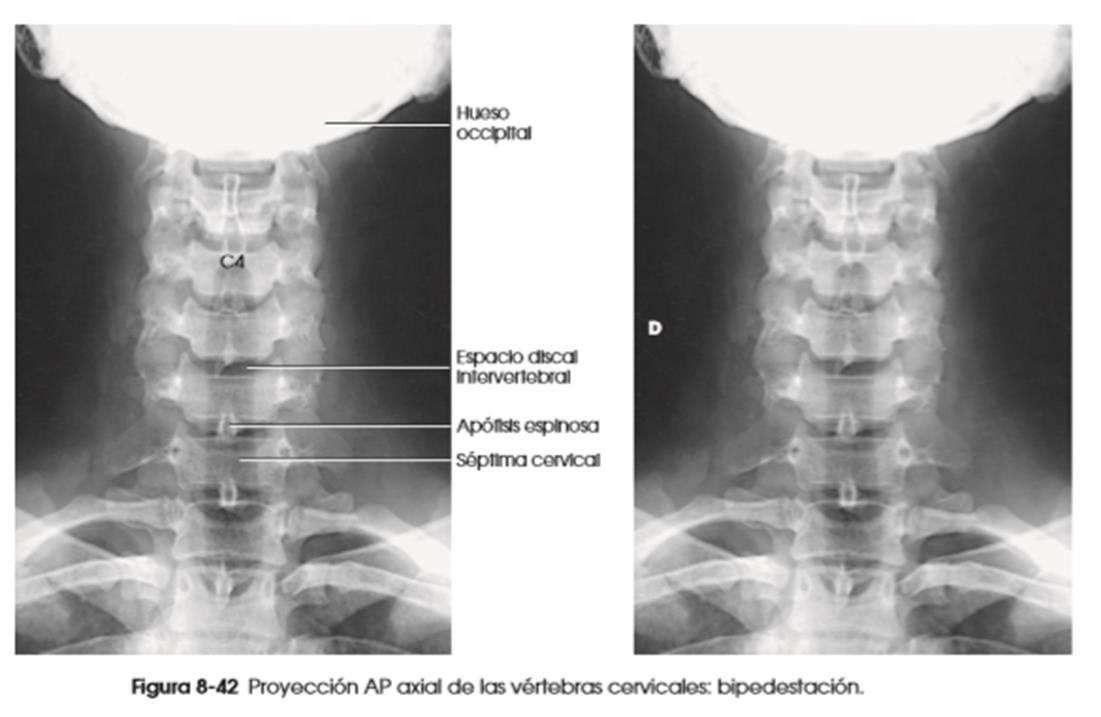 Hueso
occipital
C4
Espacio discal
intervertebral
D
Apófisis espinosa
Séptima cervical
Figura 8-42 Proyección AP axial de las vértebras cervicales: bipedestación.